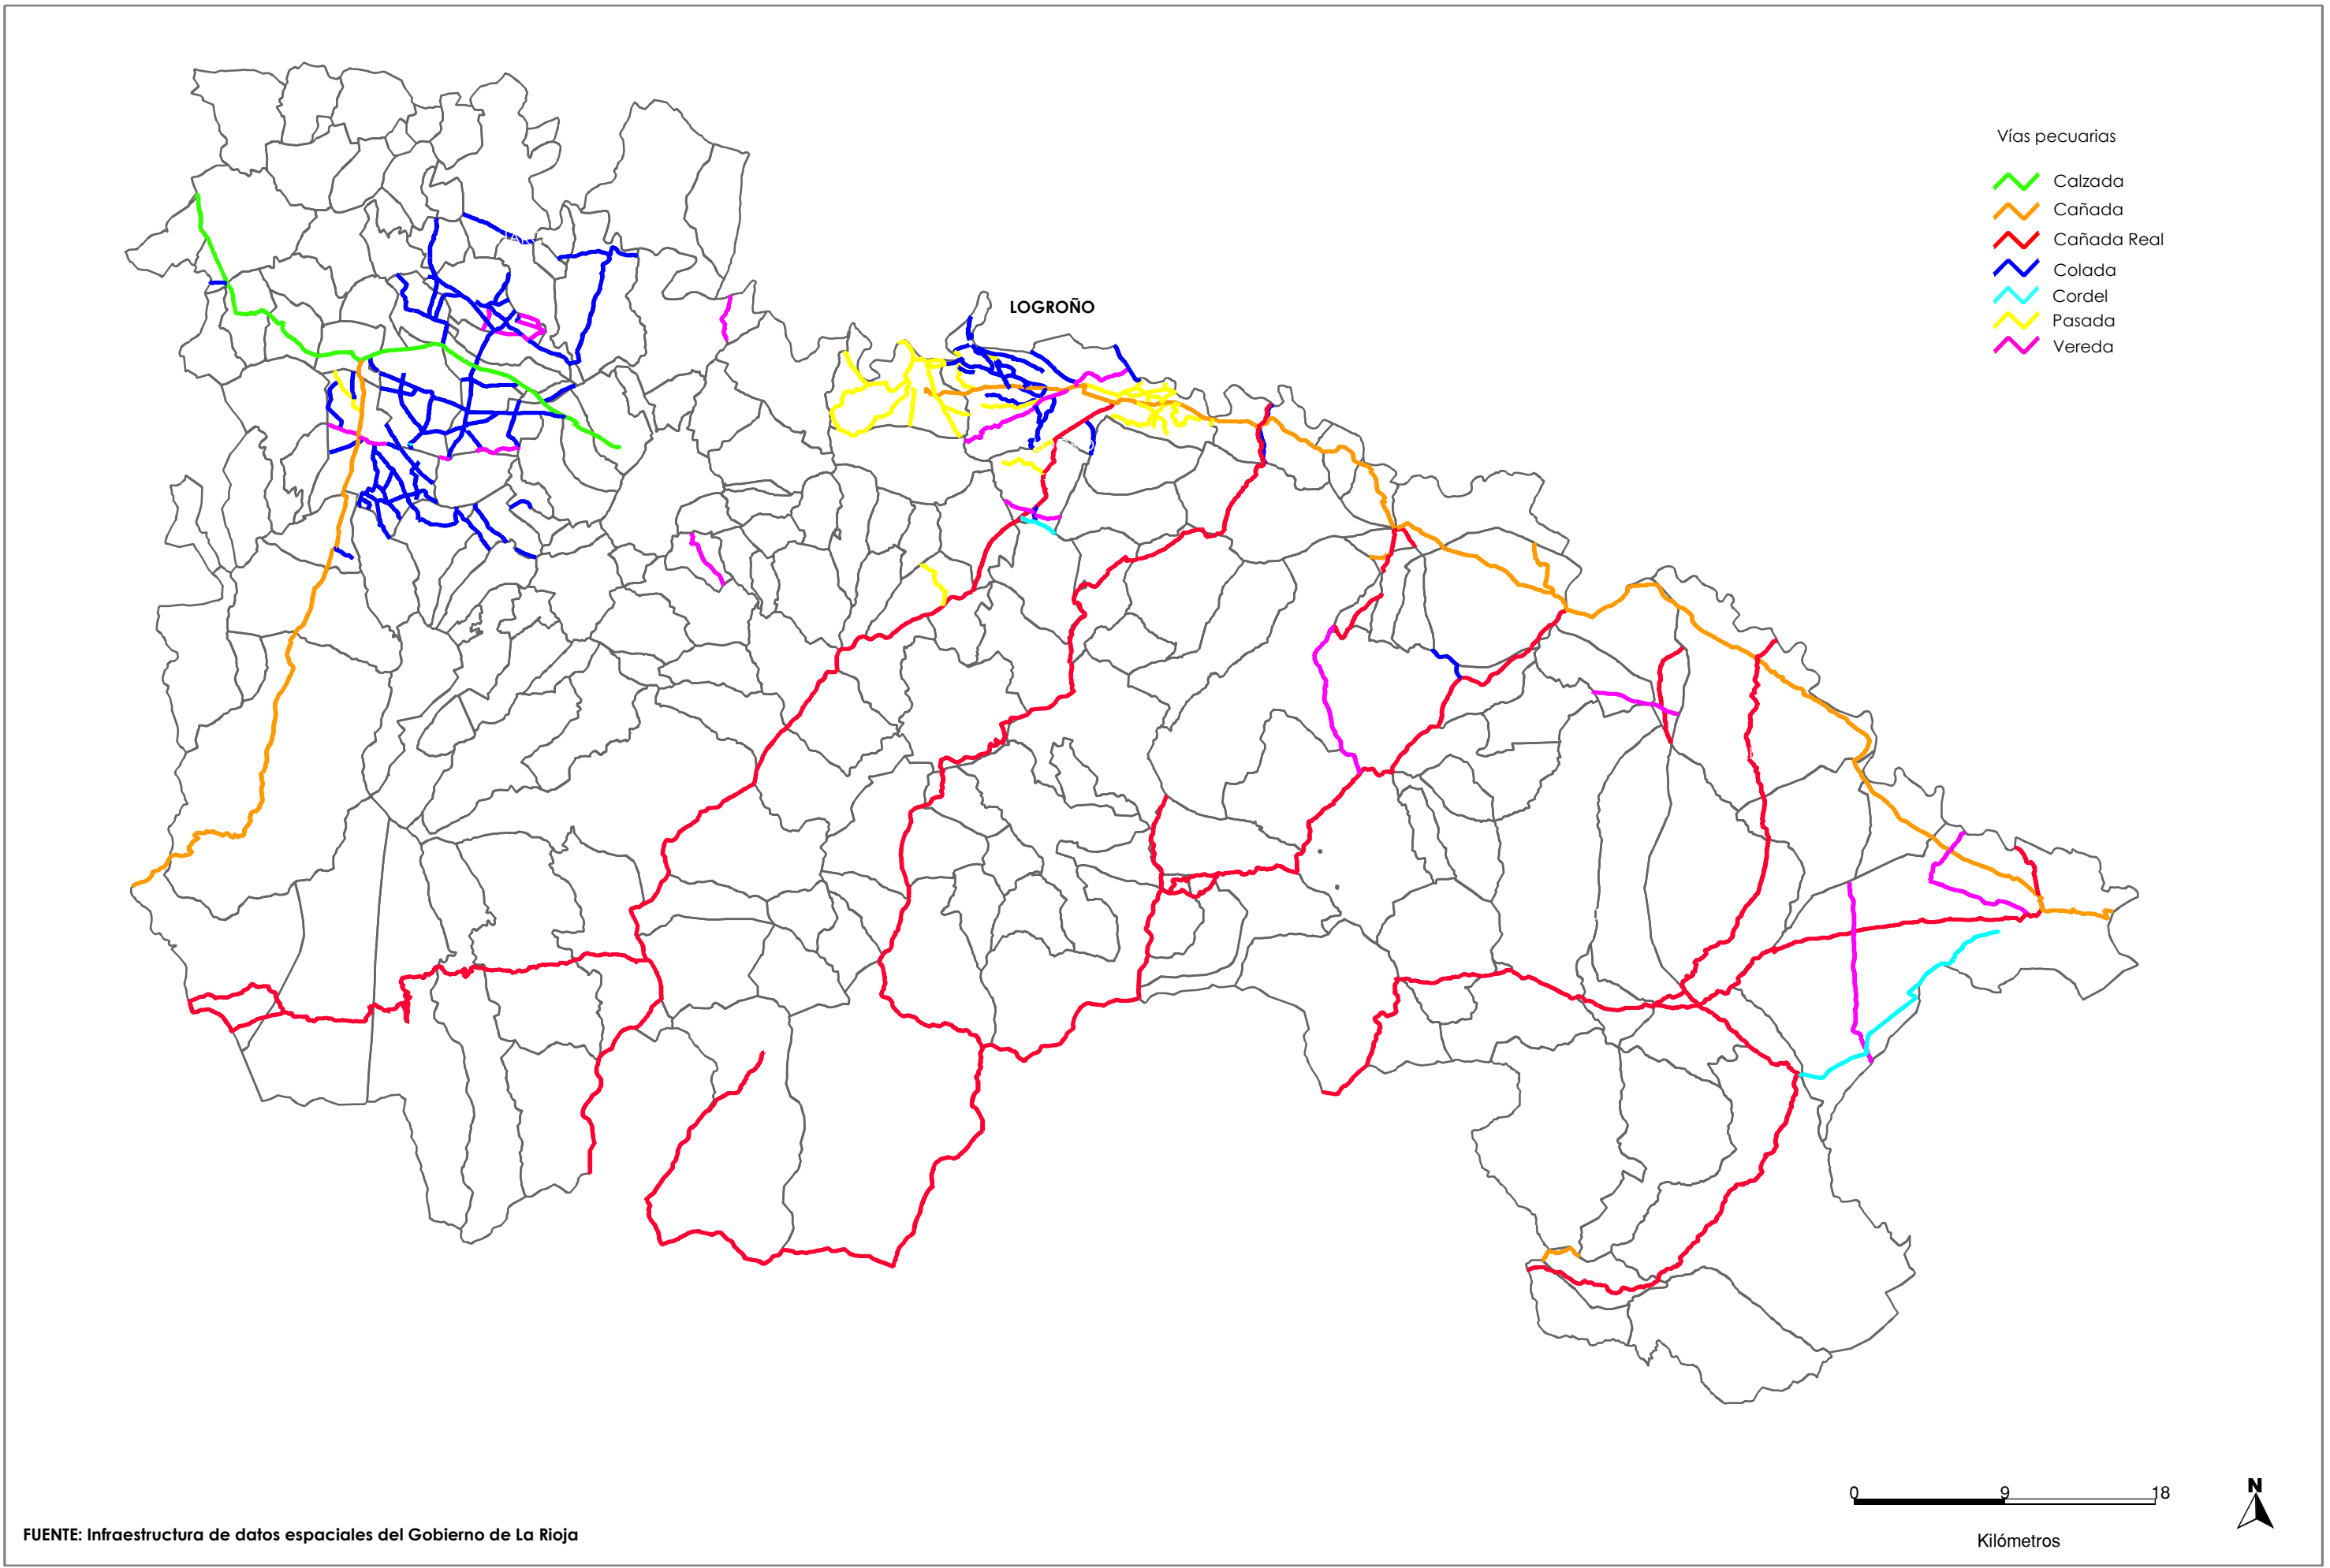 Vías pecuarias
Calzada
Cañada
Cañada Real
Colada
Cordel
Pasada
Vereda
LOGROÑO
0 9 18
Kilómetros
N
FUENTE: Infraestructura de datos espaciales del Gobierno de La Rioja